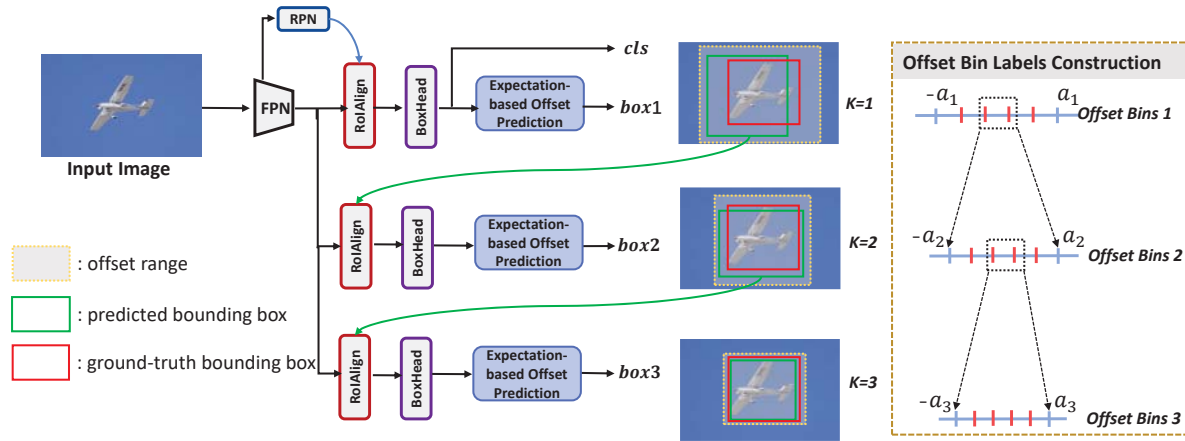 RPN
FPN
RoIAlign
BoxHead
Expectation-
based Offset
Prediction
cls
box1
K=1
Input Image
RoIAlign
BoxHead
Expectation-
based Offset
Prediction
box2
K=2
RoIAlign
BoxHead
Expectation-
based Offset
Prediction
box3
K=3
: offset range
: predicted bounding box
: ground-truth bounding box
Offset Bin Labels Construction
-a₁ a₁
Offset Bins 1
-a₂ a₂
Offset Bins 2
-a₃ a₃
Offset Bins 3